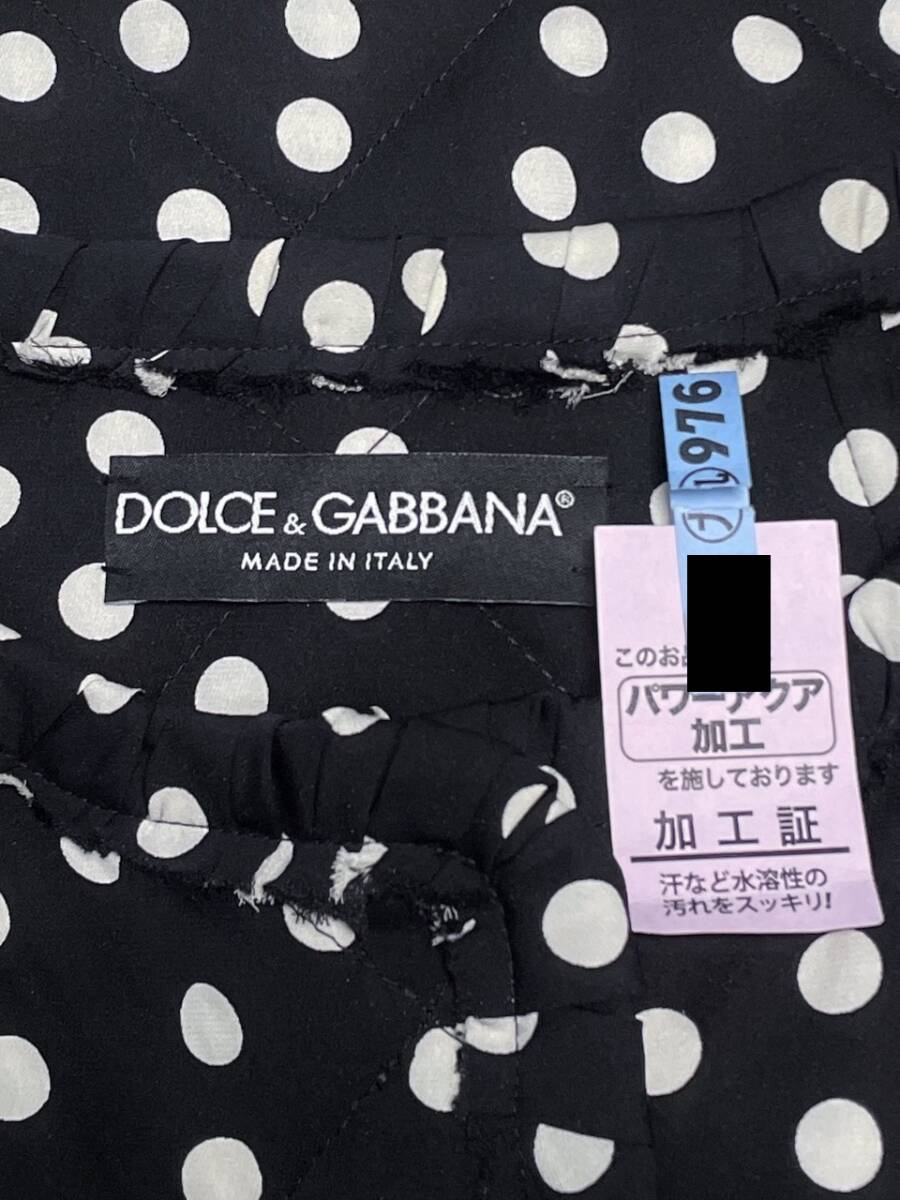 DOLCE & GABBANA®
MADE IN ITALY
976
このお
パワーアクア
加工
を施しております
加工証
汗など水溶性の
汚れをスッキリ!